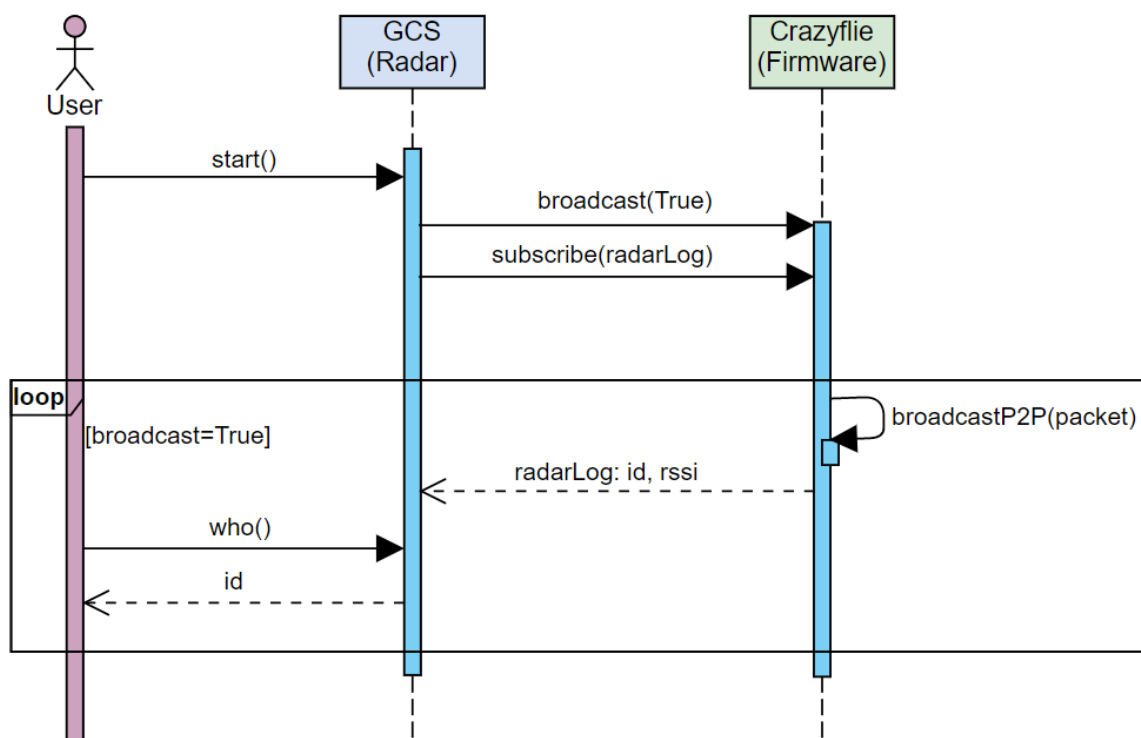 GCS
(Radar)
Crazyflie
(Firmware)
User
start()
broadcast(True)
subscribe(radarLog)
loop
[broadcast=True]
broadcastP2P(packet)
radarLog: id, rssi
who()
id